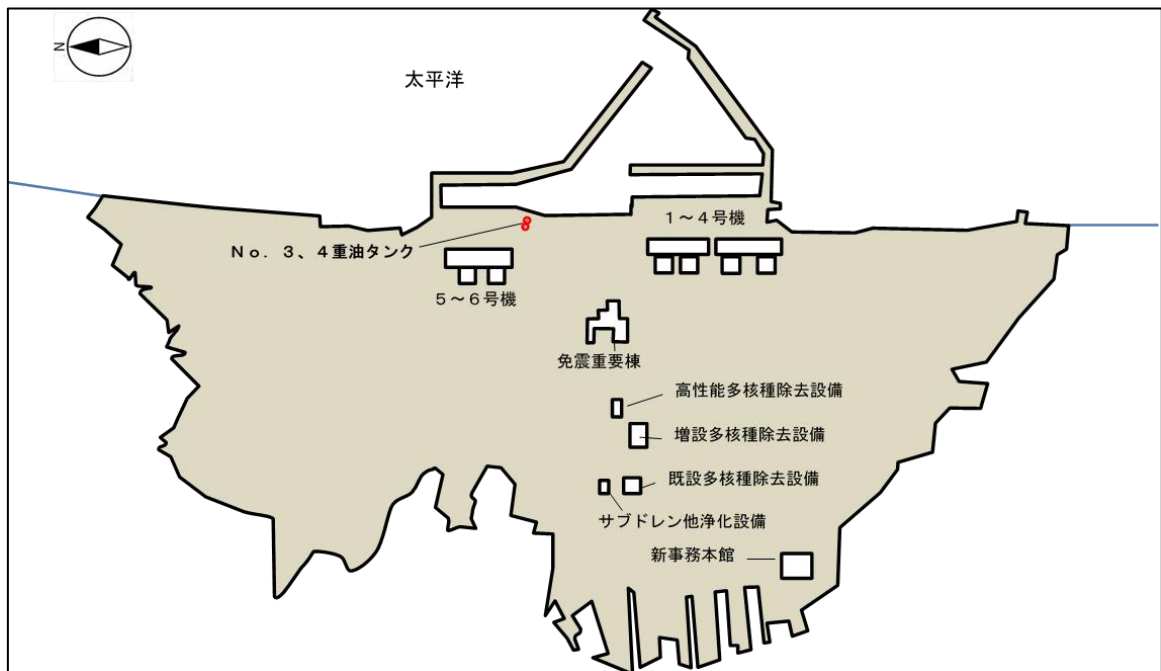 N
太平洋
1~4号機
No.3、4重油タンク
5~6号機
免震重要棟
高性能多核種除去設備
増設多核種除去設備
既設多核種除去設備
サブドレン他浄化設備
新事務本館